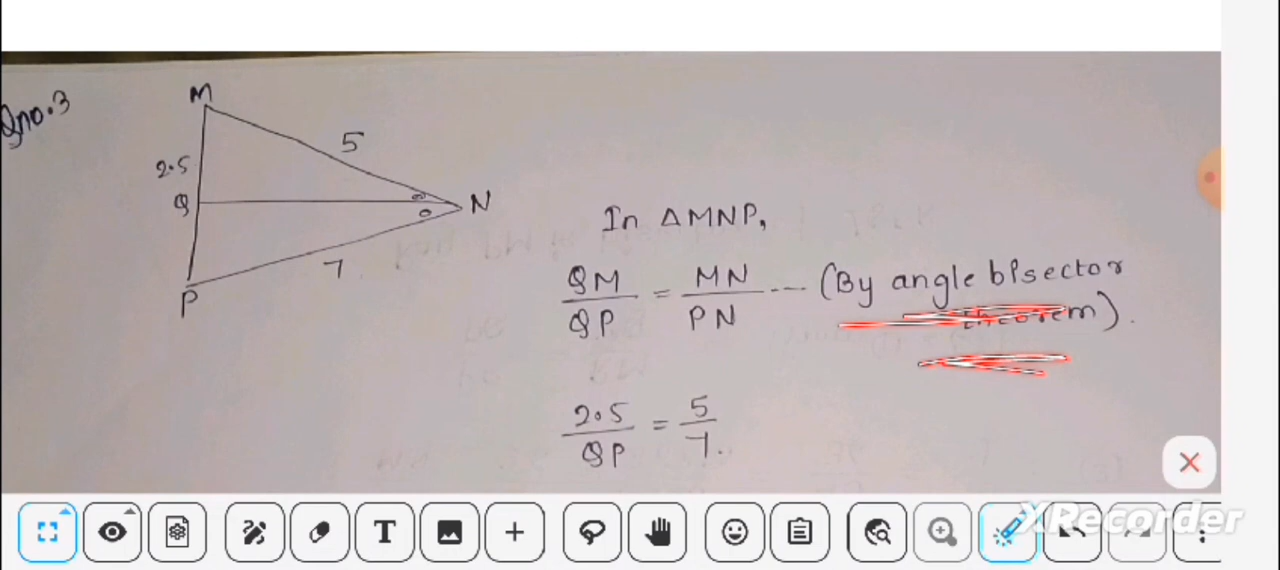 Qno.3
M
5
2.5
Q
N
7
P
In ΔMNP,
QM/QP = MN/PN --- (By angle bisector
theorem).
2.5/QP = 5/7.
T
XRecorder